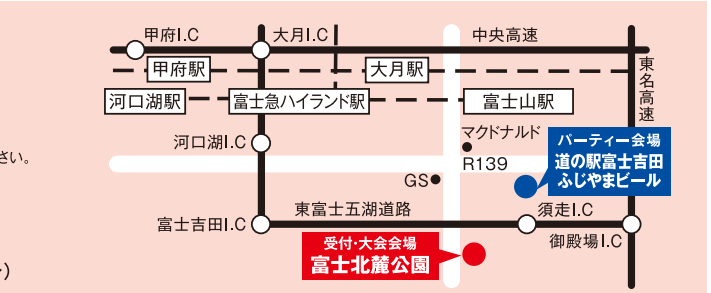 甲府I.C
大月I.C
中央高速
甲府駅
大月駅
東名高速
河口湖駅
富士急ハイランド駅
富士山駅
河口湖I.C
マクドナルド
R139
GS
パーティー会場
道の駅富士吉田
ふじやまビール
さい。
富士吉田I.C
東富士五湖道路
須走I.C
御殿場I.C
受付・大会会場
富士北麓公園
)